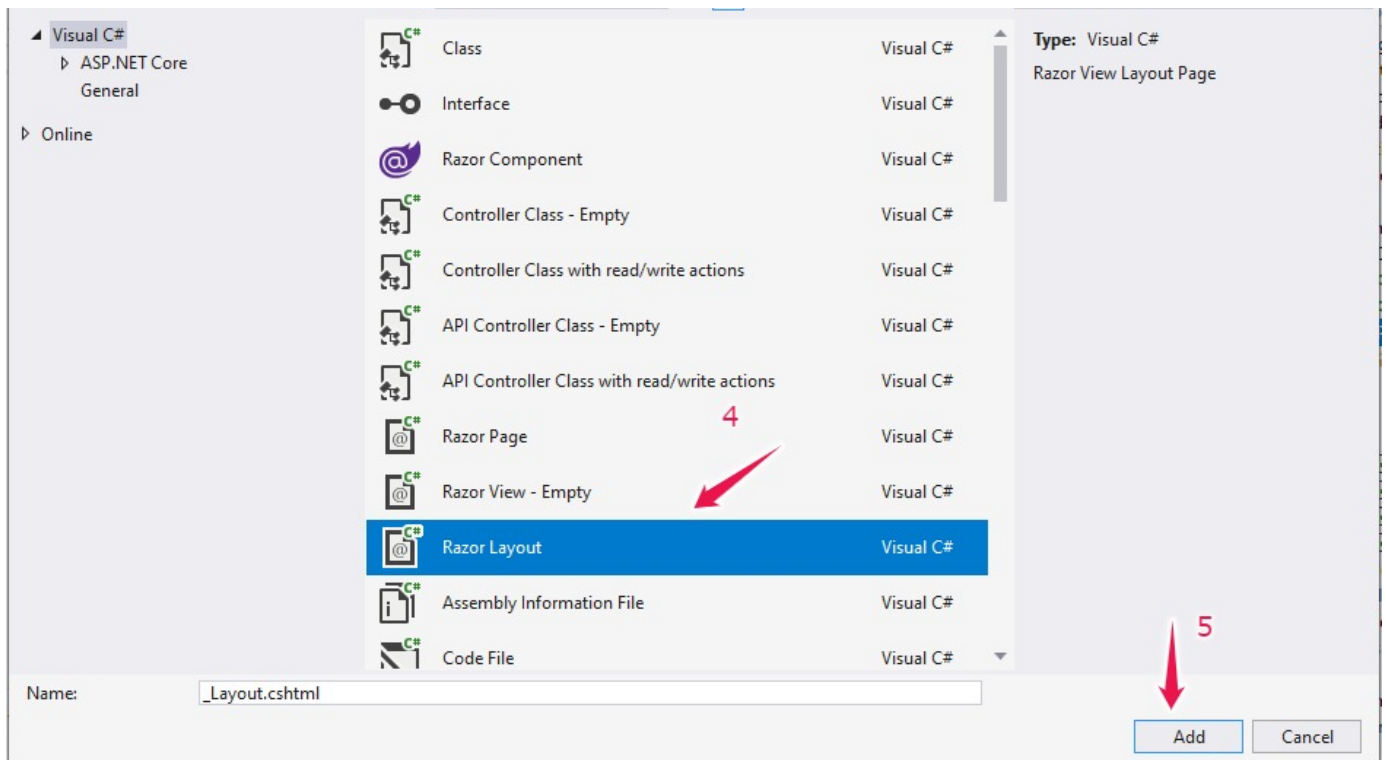 Visual C#
ASP.NET Core
General
Online
C# Class Visual C#
Interface Visual C#
@ Razor Component Visual C#
C# Controller Class - Empty Visual C#
C# Controller Class with read/write actions Visual C#
C# API Controller Class - Empty Visual C#
C# API Controller Class with read/write actions Visual C#
4
C# @ Razor Page Visual C#
C# @ Razor View - Empty Visual C#
C# @ Razor Layout Visual C#
C# Assembly Information File Visual C#
C# Code File Visual C#
Type: Visual C#
Razor View Layout Page
5
Name: _Layout.cshtml
Add Cancel